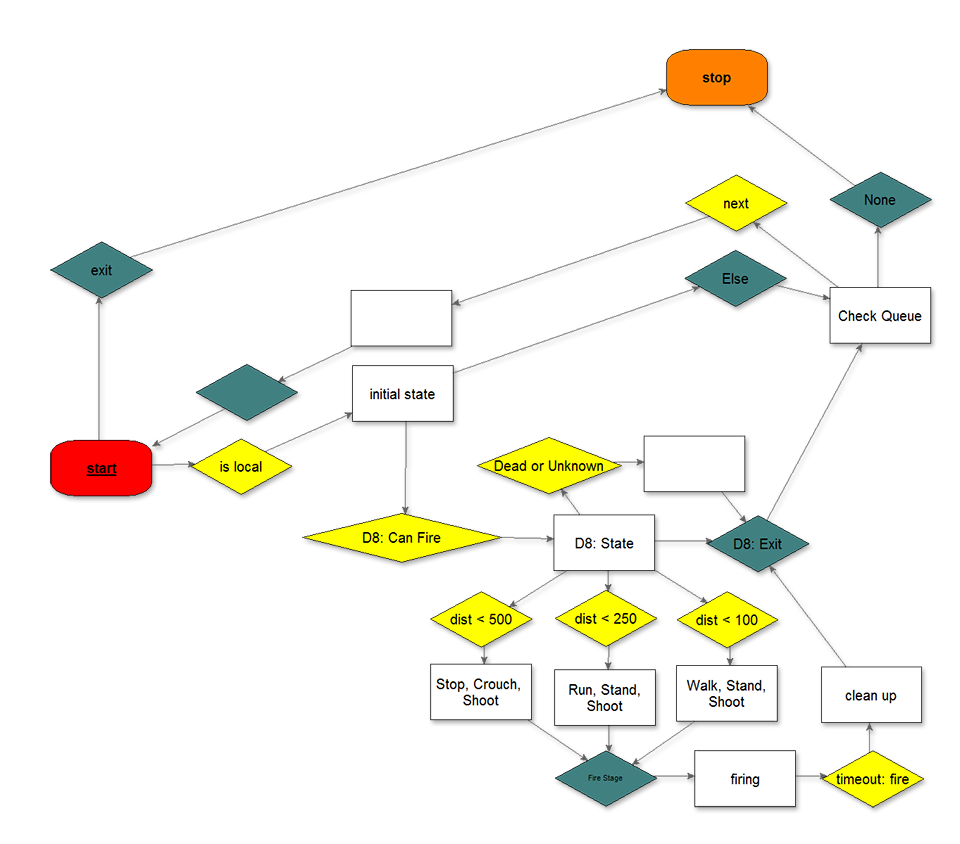 stop
None
next
exit
Else
Check Queue
initial state
start
is local
Dead or Unknown
D8: Can Fire
D8: State
D8: Exit
dist < 500
dist < 250
dist < 100
Stop, Crouch,
Shoot
Run, Stand,
Shoot
Walk, Stand,
Shoot
clean up
Fire Stage
firing
timeout: fire